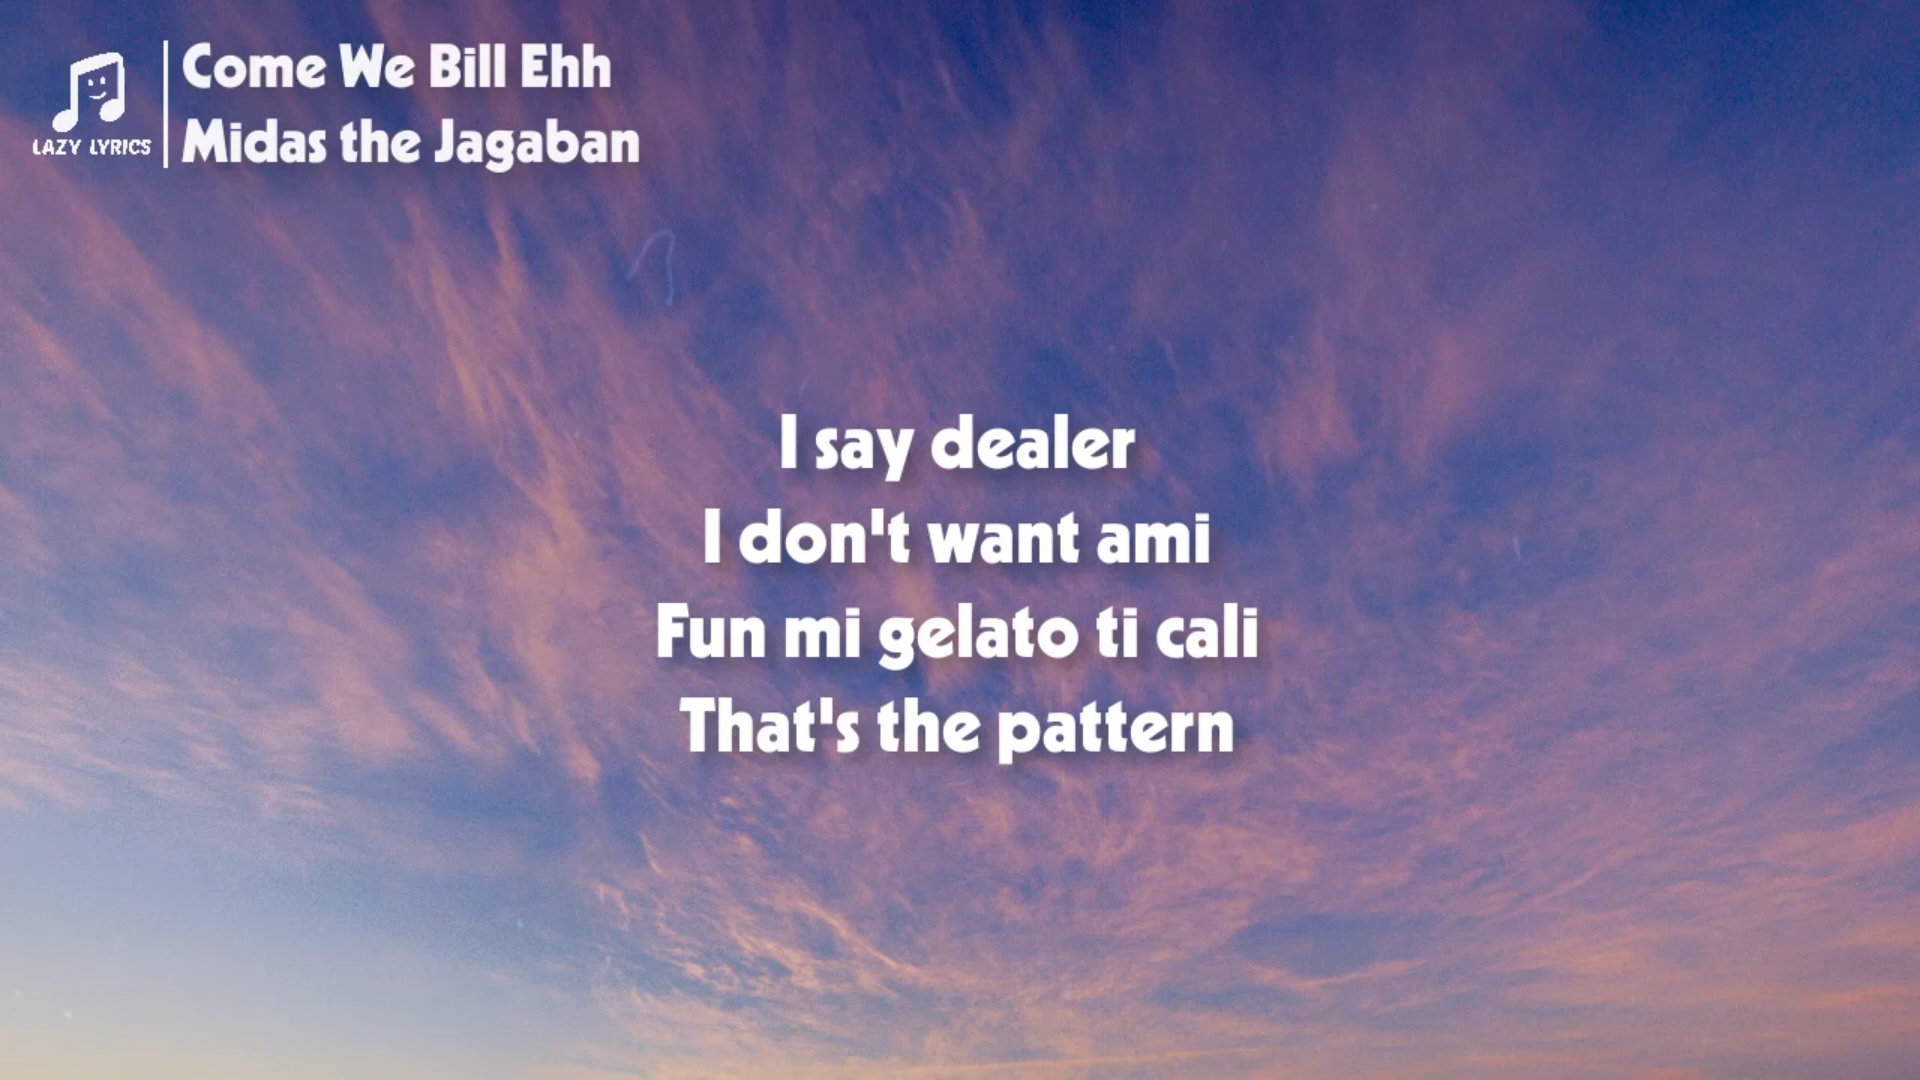 Come We Bill Ehh
Midas the Jagaban
LAZY LYRICS
I say dealer
I don't want ami
Fun mi gelato ti cali
That's the pattern